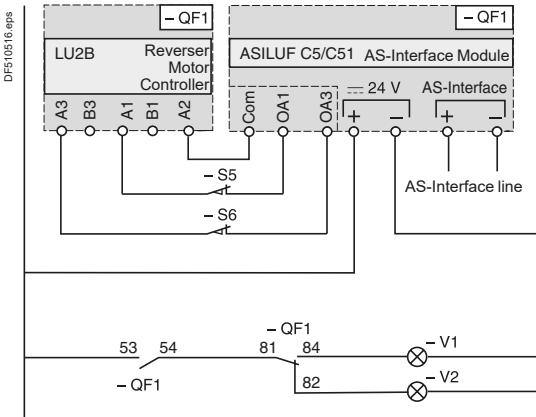 DF510516.eps
– QF1
– QF1
LU2B
Reverser
Motor
Controller
ASILUF C5/C51 AS-Interface Module
24 V
AS-Interface
A3
B3
A1
B1
A2
Com
OA1
OA3
+
–
+
–
– S5
AS-Interface line
– S6
– QF1
53
54
81
84
– V1
– QF1
82
– V2